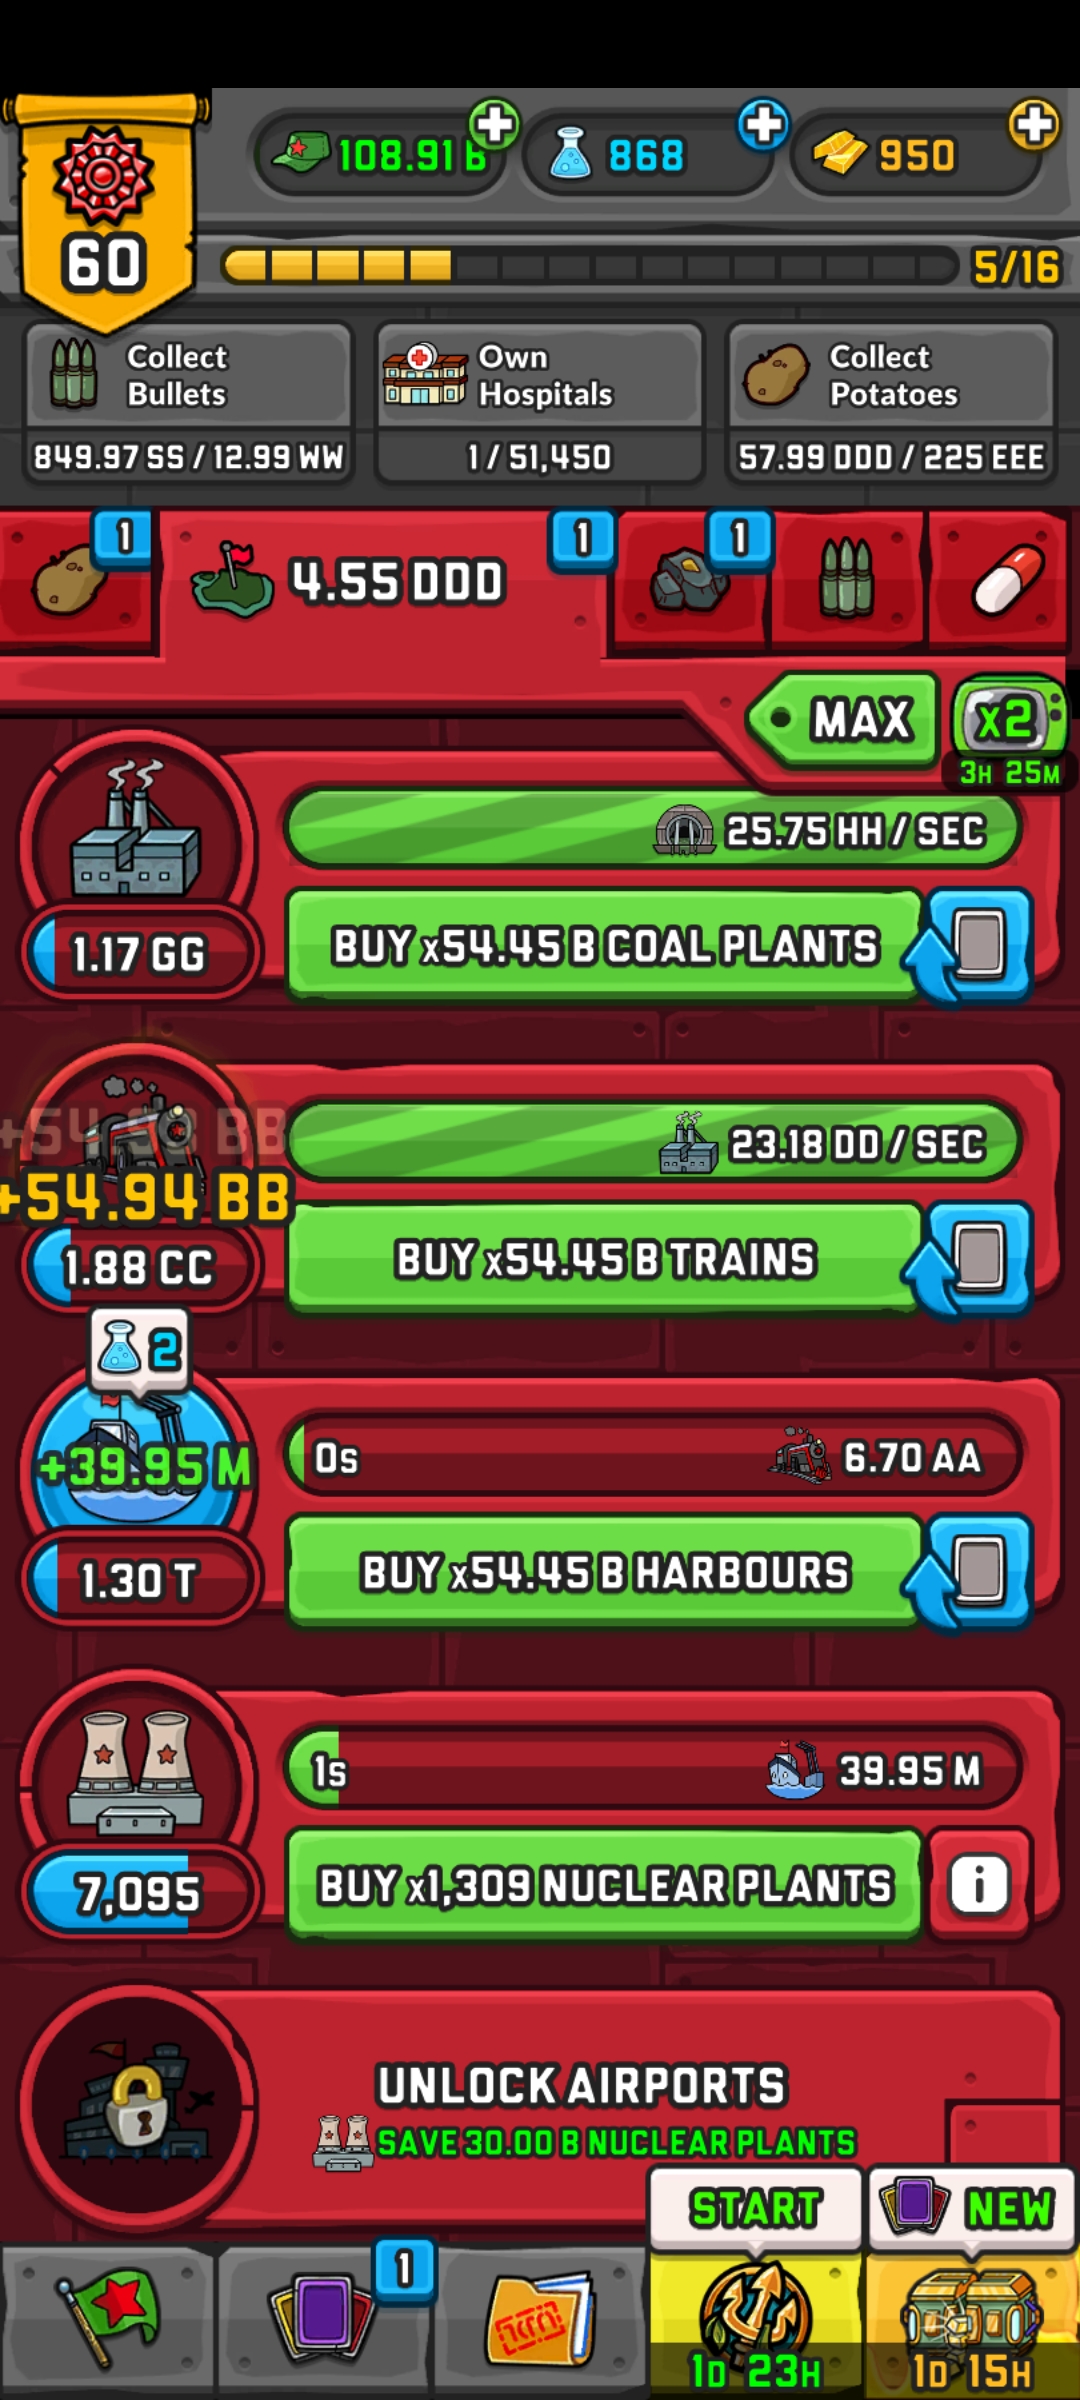 108.91 B
868
950
60
5/16
Collect
Bullets
849.97 SS / 12.99 WW
Own
Hospitals
1 / 51,450
Collect
Potatoes
57.99 DDD / 225 EEE
1
4.55 DDD
1
1
MAX
x2
3H 25M
25.75 HH / SEC
1.17 GG
BUY x54.45 B COAL PLANTS
23.18 DD / SEC
+54.94 BB
1.88 CC
BUY x54.45 B TRAINS
2
+39.95 M
0s
6.70 AA
1.30 T
BUY x54.45 B HARBOURS
1s
39.95 M
7,095
BUY x1,309 NUCLEAR PLANTS
i
UNLOCK AIRPORTS
SAVE 30.00 B NUCLEAR PLANTS
START
NEW
1
1D 23H
1D 15H